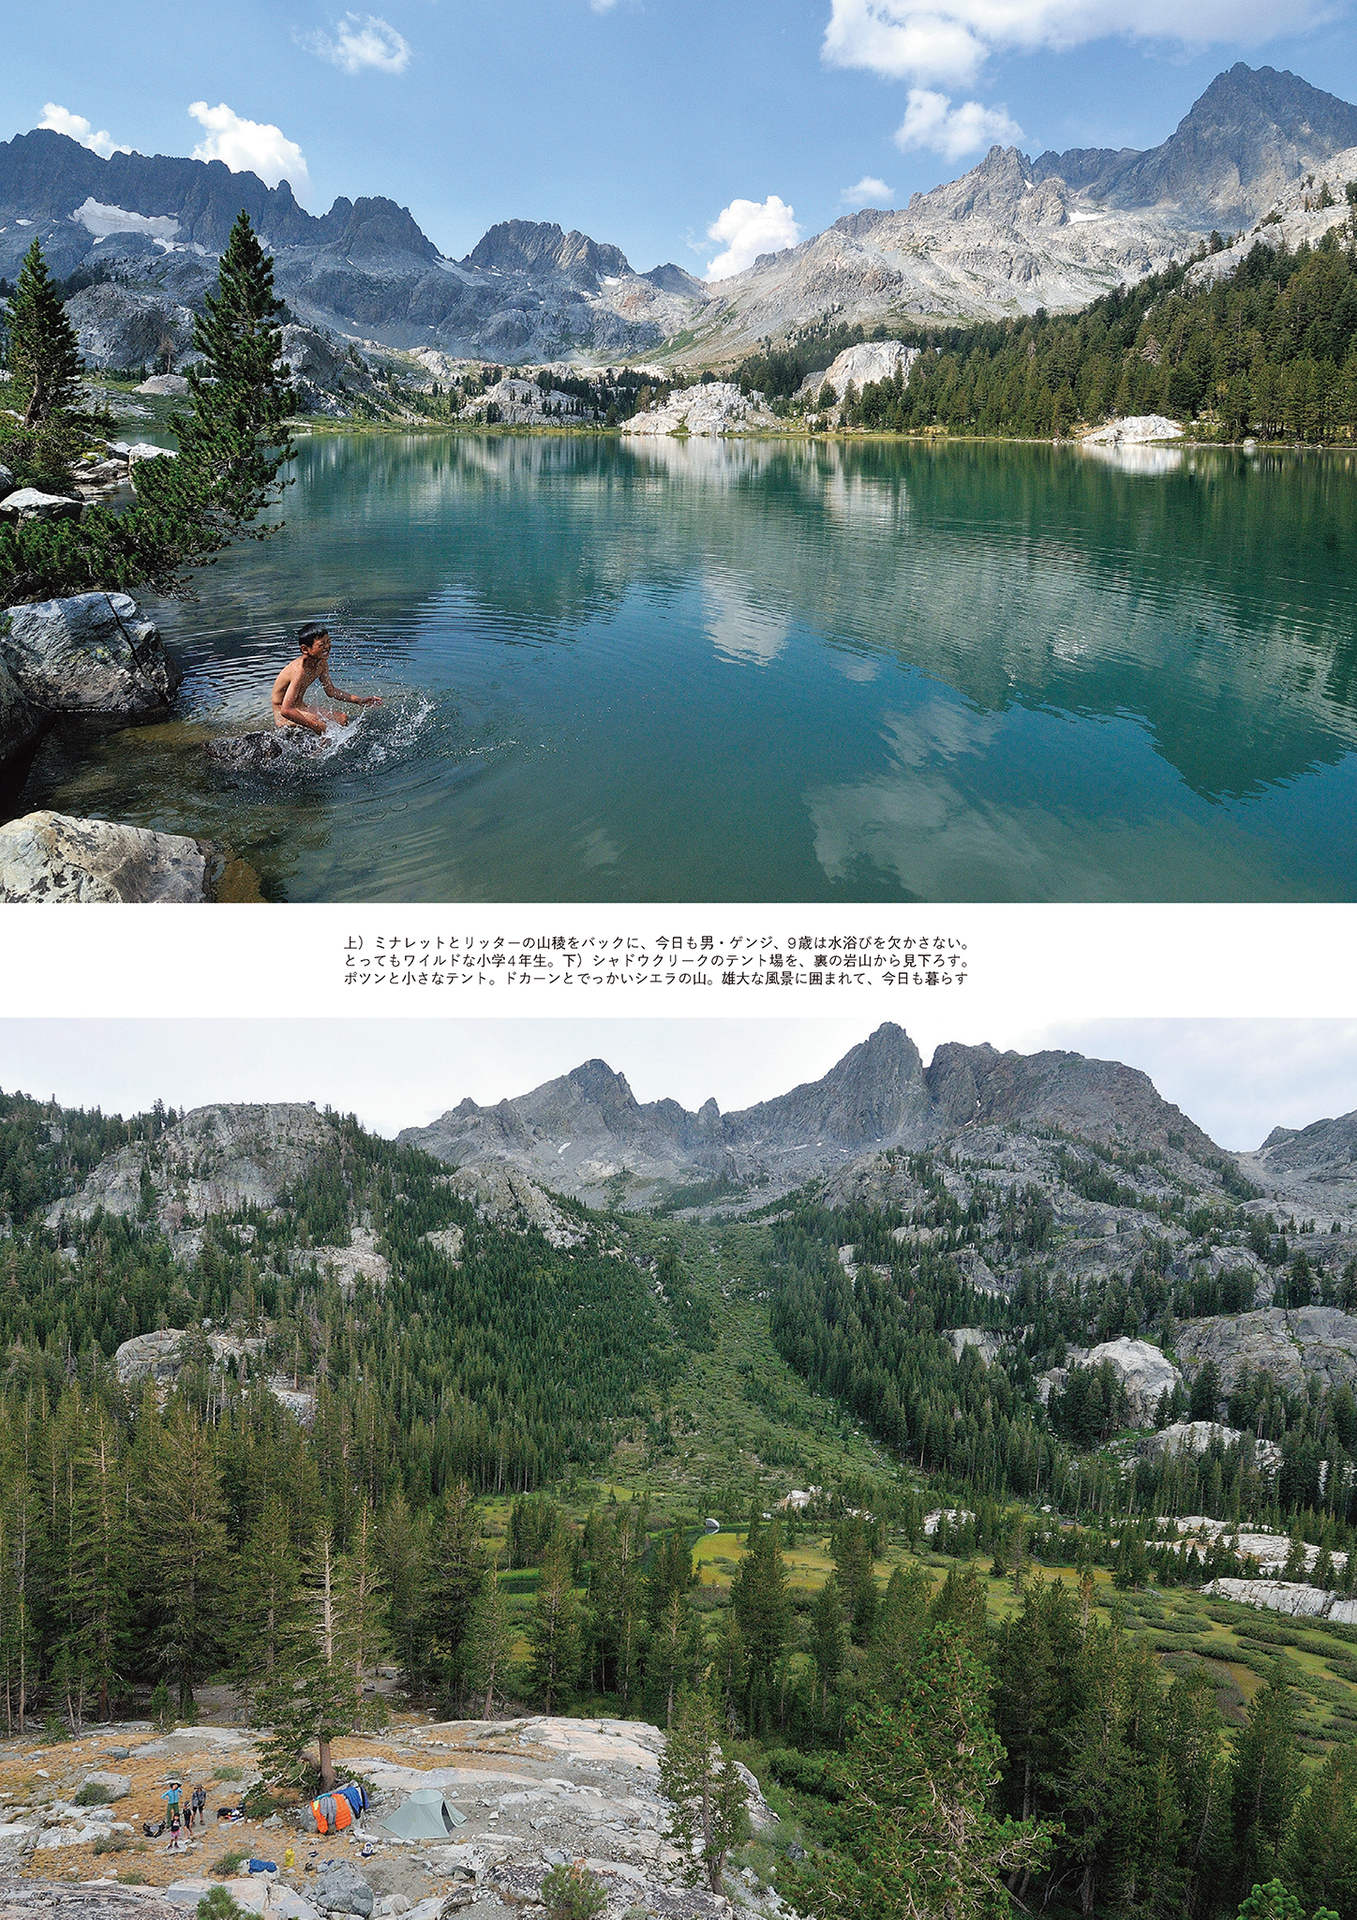 上）ミナレットとリッターの山稜をバックに、今日も男・ゲンジ、9歳は水浴びを欠かさない。
とってもワイルドな小学4年生。下）シャドウクリークのテント場を、裏の岩山から見下ろす。
ポツンと小さなテント。ドカーンとでっかいシエラの山。雄大な風景に囲まれて、今日も暮らす